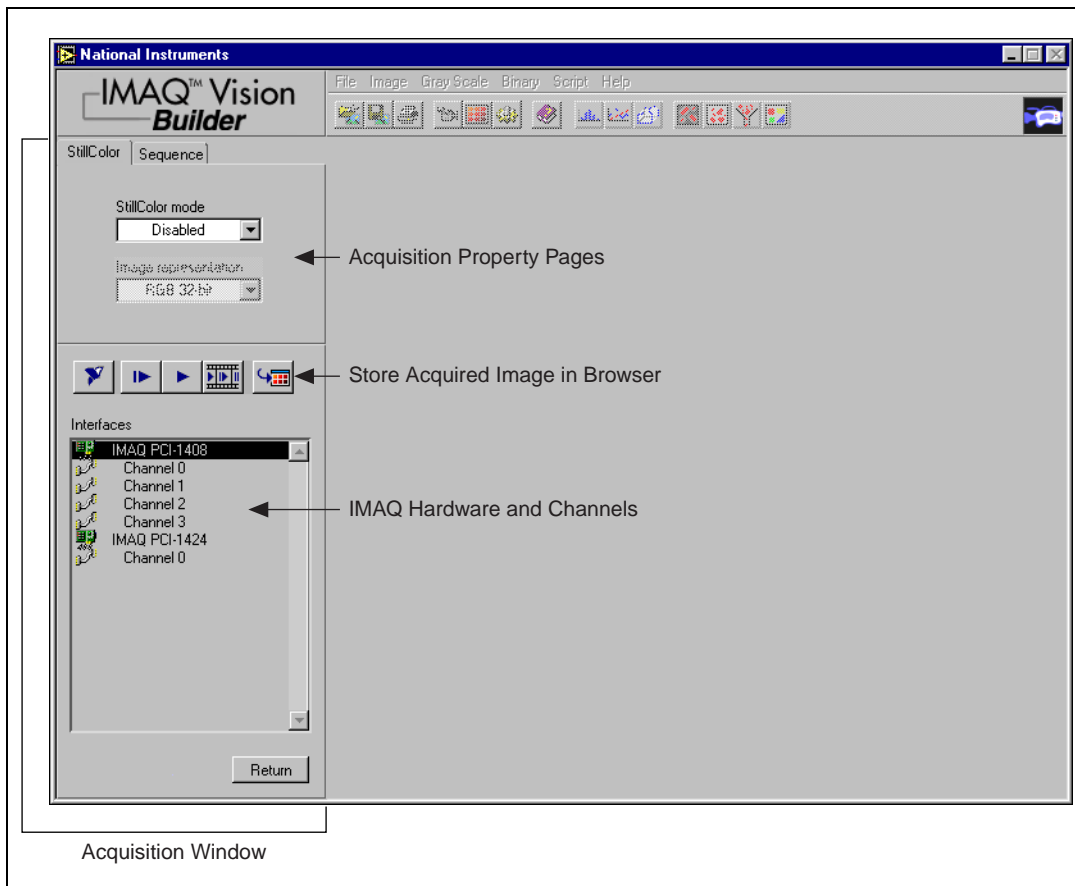 National Instruments
IMAQ™ Vision
Builder
File Image Gray Scale Binary Script Help
StillColor Sequence
StillColor mode
Disabled
Acquisition Property Pages
Image representation
RGB 32-bit
Store Acquired Image in Browser
Interfaces
IMAQ PCI-1408
Channel 0
Channel 1
Channel 2
Channel 3
IMAQ PCI-1424
Channel 0
IMAQ Hardware and Channels
Return
Acquisition Window